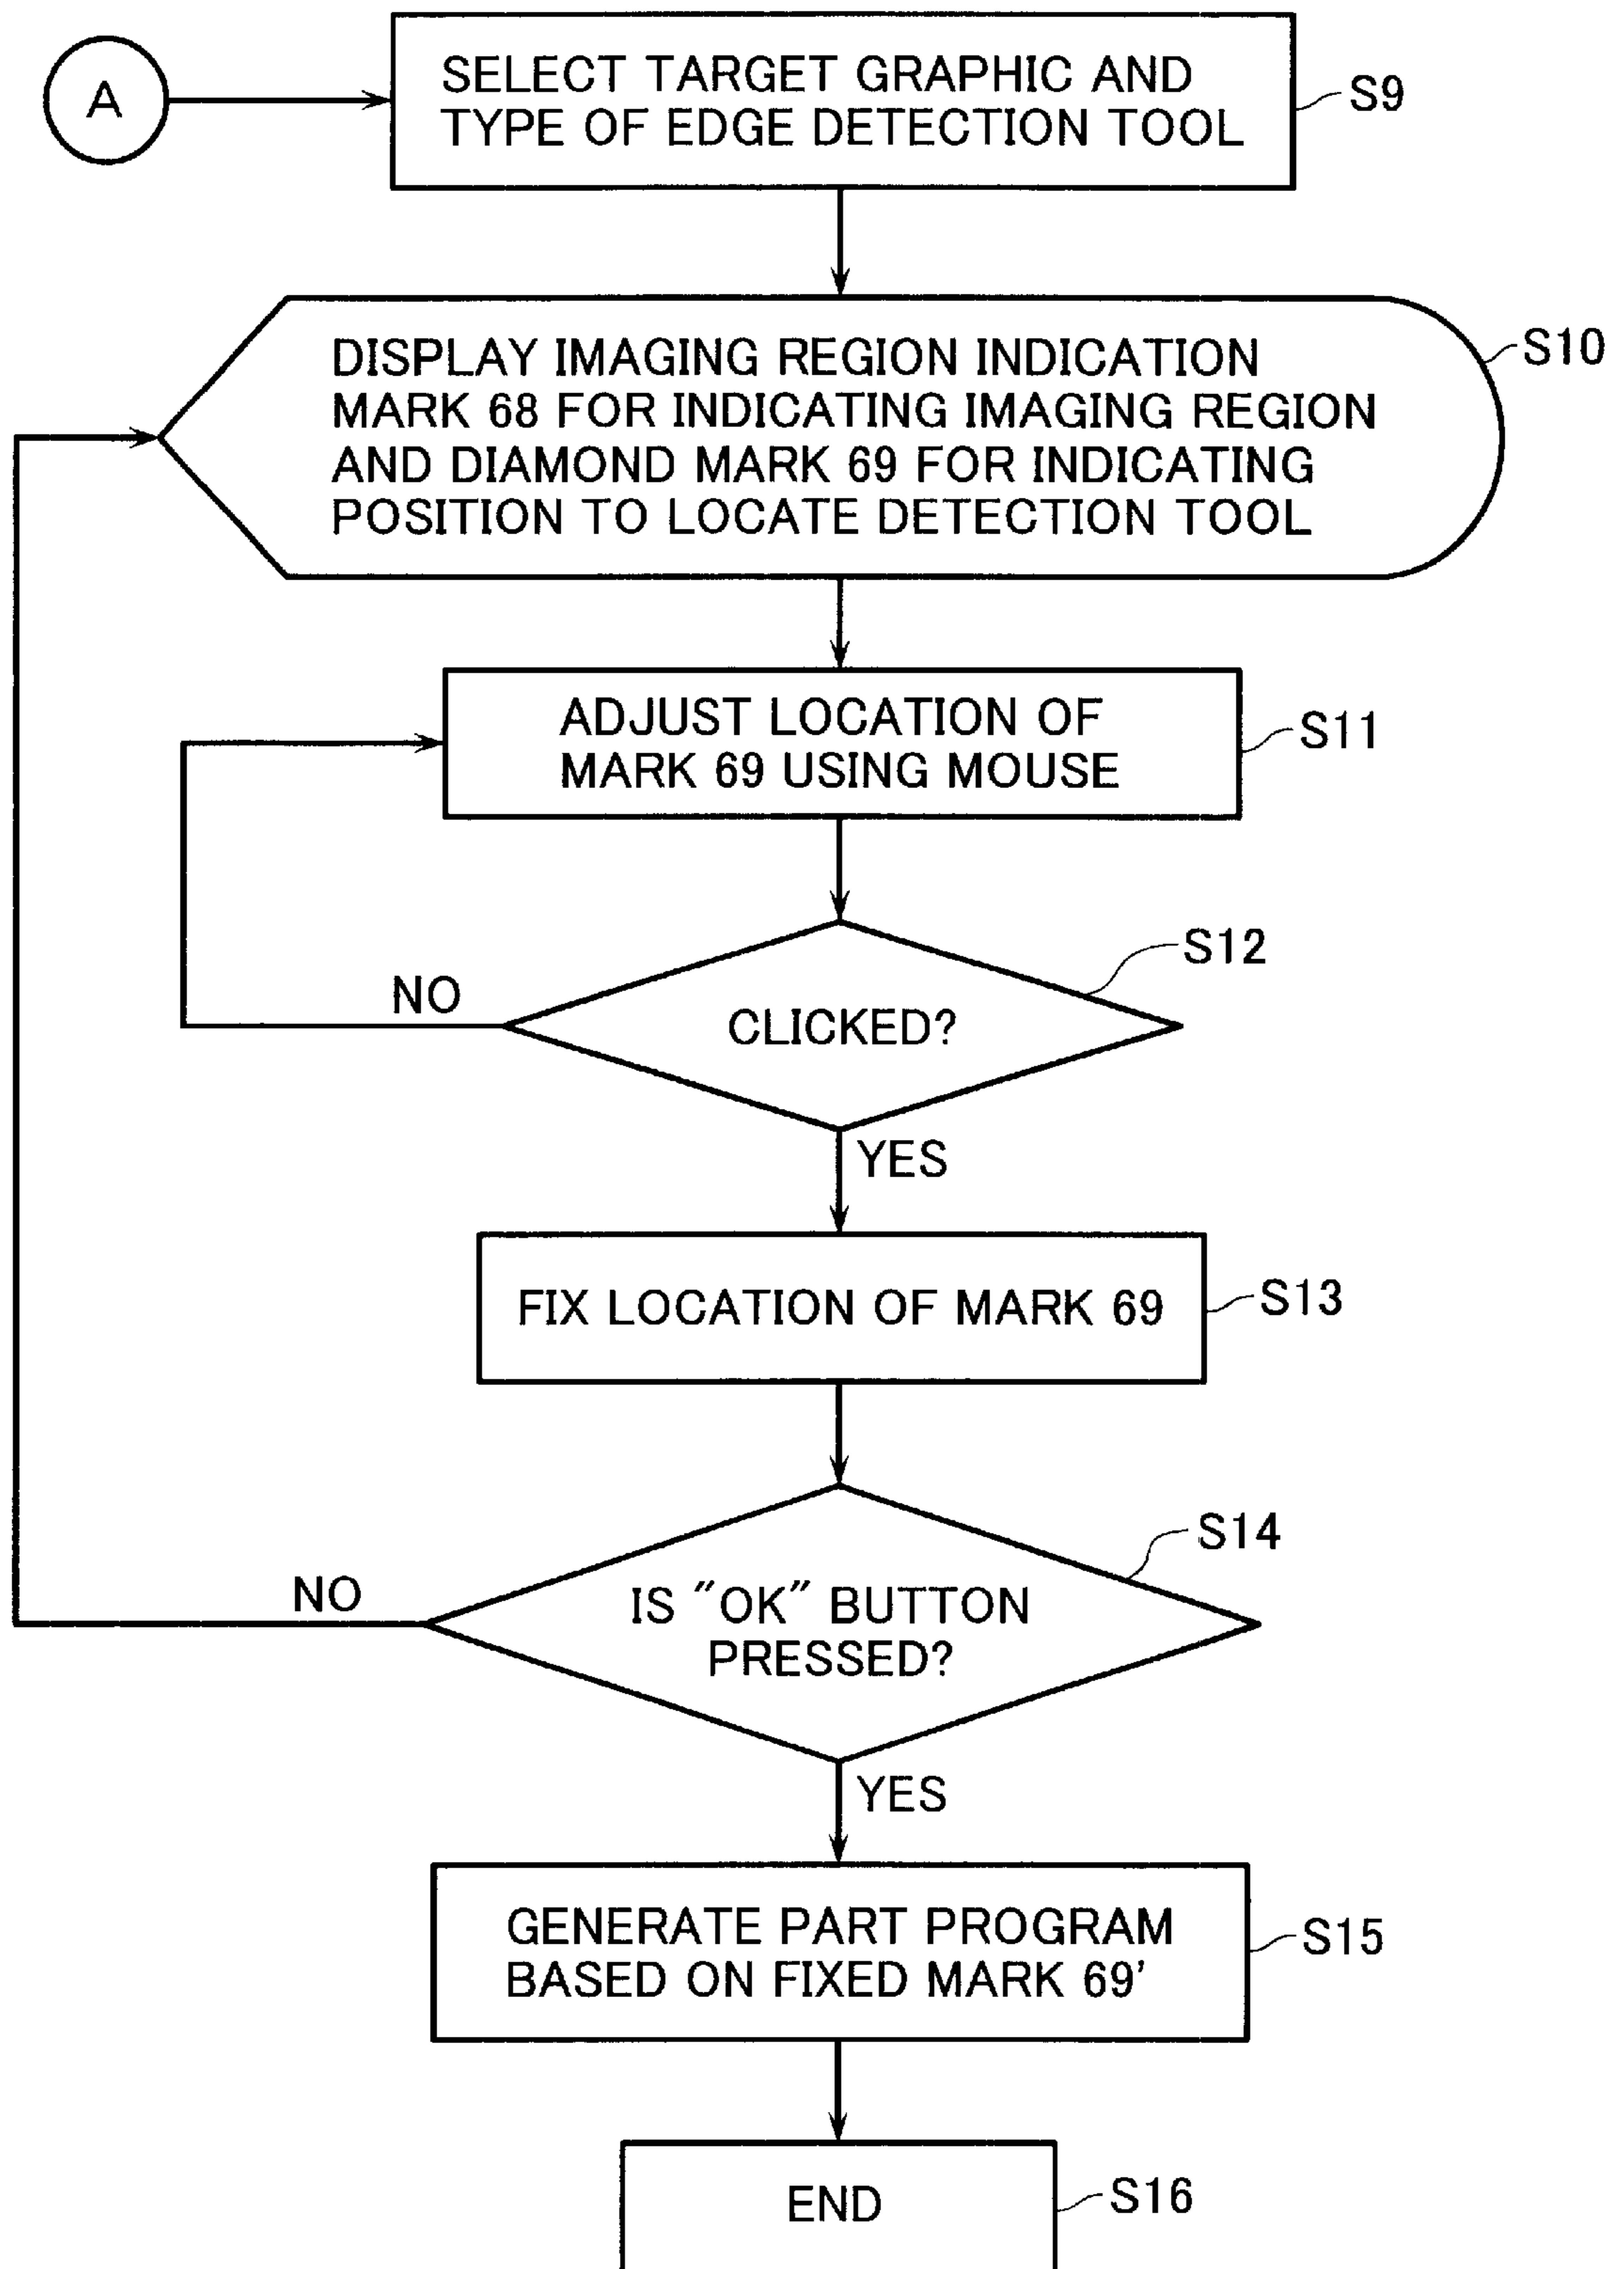 A
SELECT TARGET GRAPHIC AND
TYPE OF EDGE DETECTION TOOL
S9
DISPLAY IMAGING REGION INDICATION
MARK 68 FOR INDICATING IMAGING REGION
AND DIAMOND MARK 69 FOR INDICATING
POSITION TO LOCATE DETECTION TOOL
S10
ADJUST LOCATION OF
MARK 69 USING MOUSE
S11
CLICKED?
S12
NO
YES
FIX LOCATION OF MARK 69
S13
IS "OK" BUTTON
PRESSED?
S14
NO
YES
GENERATE PART PROGRAM
BASED ON FIXED MARK 69'
S15
END
S16